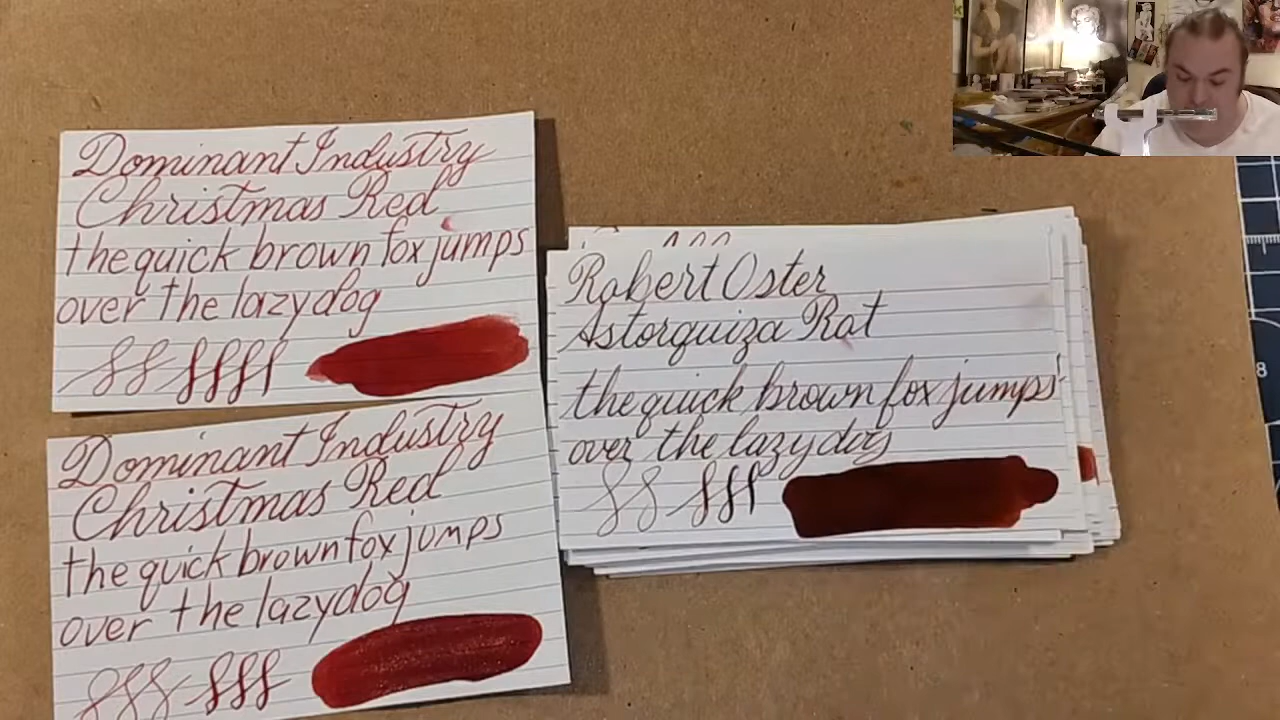 Dominant Industry
Christmas Red
the quick brown fox jumps
over the lazy dog
Dominant Industry
Christmas Red
the quick brown fox jumps
over the lazy dog
Robert Oster
Astorquiza Rot
the quick brown fox jumps
over the lazy dog
8